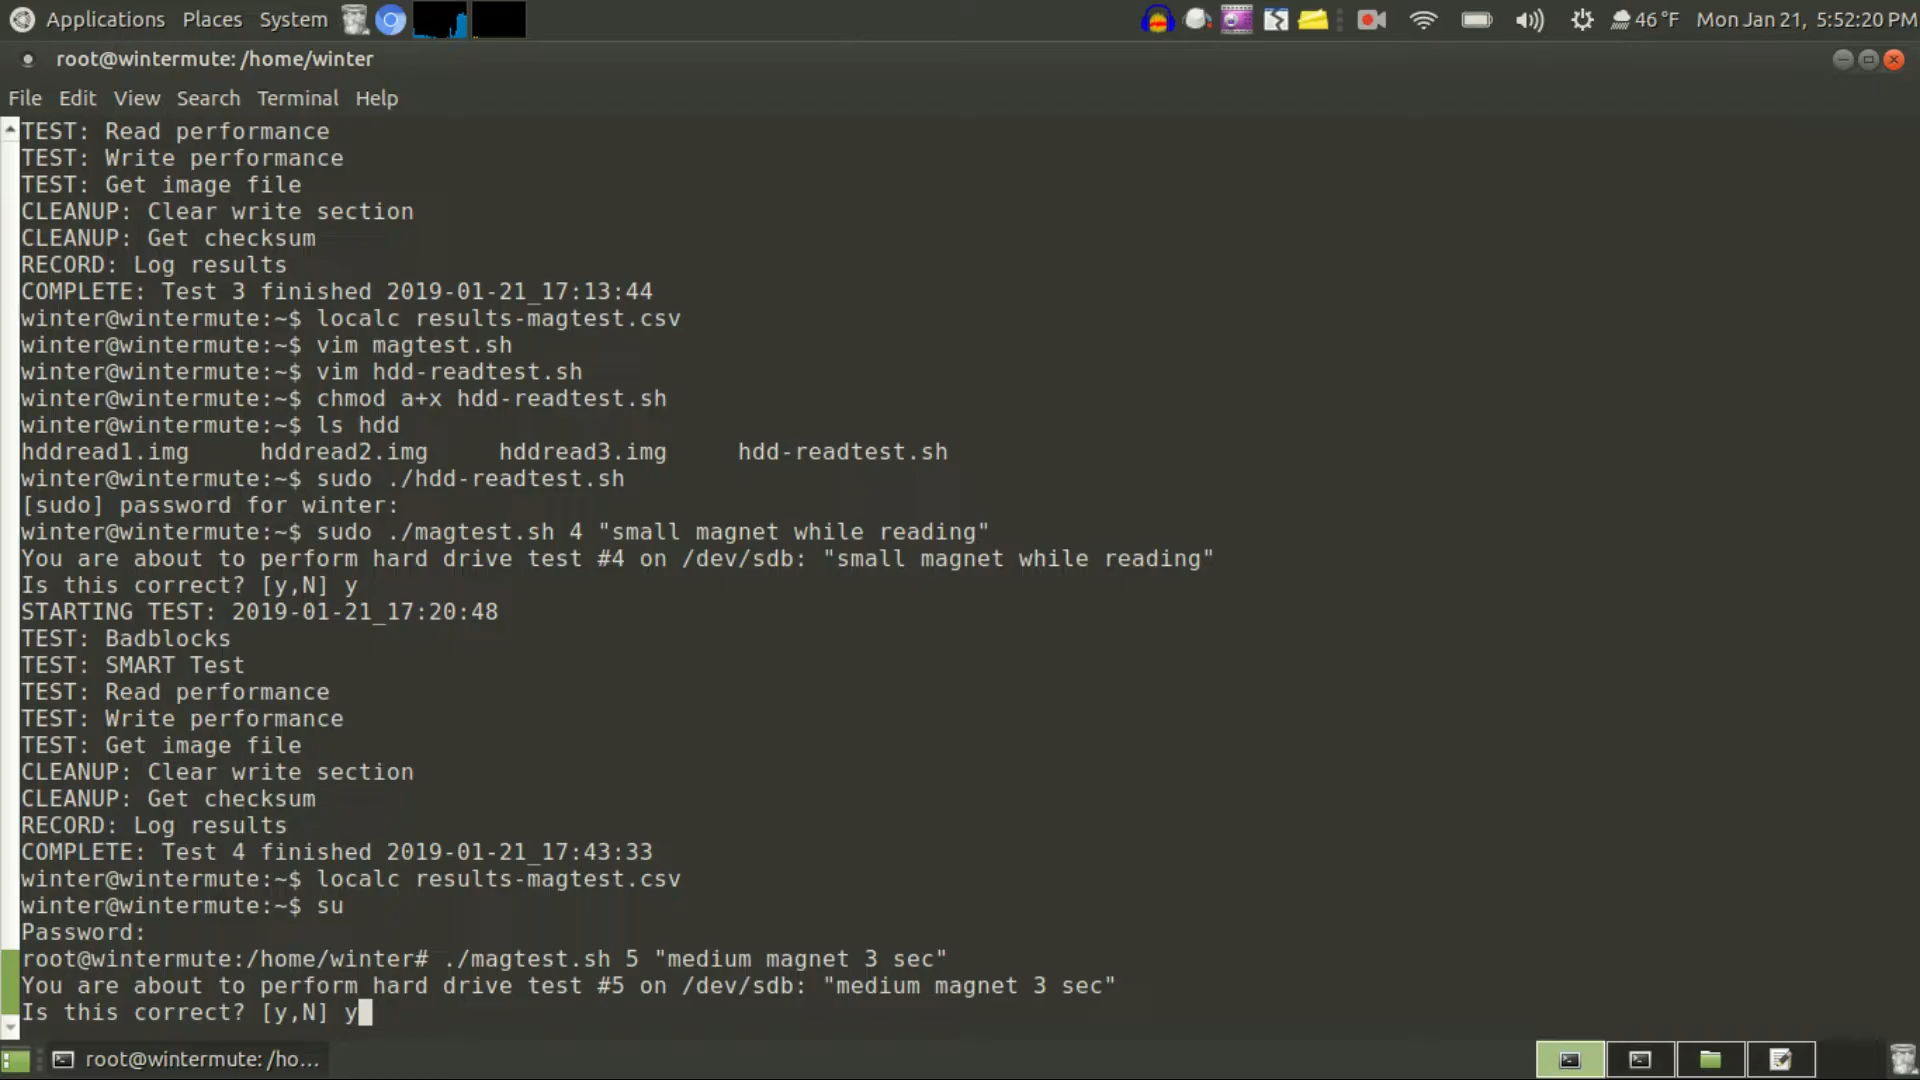 Applications Places System 46 °F Mon Jan 21, 5:52:20 PM
root@wintermute: /home/winter
File Edit View Search Terminal Help
TEST: Read performance
TEST: Write performance
TEST: Get image file
CLEANUP: Clear write section
CLEANUP: Get checksum
RECORD: Log results
COMPLETE: Test 3 finished 2019-01-21_17:13:44
winter@wintermute:~$ localc results-magtest.csv
winter@wintermute:~$ vim magtest.sh
winter@wintermute:~$ vim hdd-readtest.sh
winter@wintermute:~$ chmod a+x hdd-readtest.sh
winter@wintermute:~$ ls hdd
hddread1.img hddread2.img hddread3.img hdd-readtest.sh
winter@wintermute:~$ sudo ./hdd-readtest.sh
[sudo] password for winter:
winter@wintermute:~$ sudo ./magtest.sh 4 "small magnet while reading"
You are about to perform hard drive test #4 on /dev/sdb: "small magnet while reading"
Is this correct? [y,N] y
STARTING TEST: 2019-01-21_17:20:48
TEST: Badblocks
TEST: SMART Test
TEST: Read performance
TEST: Write performance
TEST: Get image file
CLEANUP: Clear write section
CLEANUP: Get checksum
RECORD: Log results
COMPLETE: Test 4 finished 2019-01-21_17:43:33
winter@wintermute:~$ localc results-magtest.csv
winter@wintermute:~$ su
Password:
root@wintermute:/home/winter# ./magtest.sh 5 "medium magnet 3 sec"
You are about to perform hard drive test #5 on /dev/sdb: "medium magnet 3 sec"
Is this correct? [y,N] y
root@wintermute: /ho...